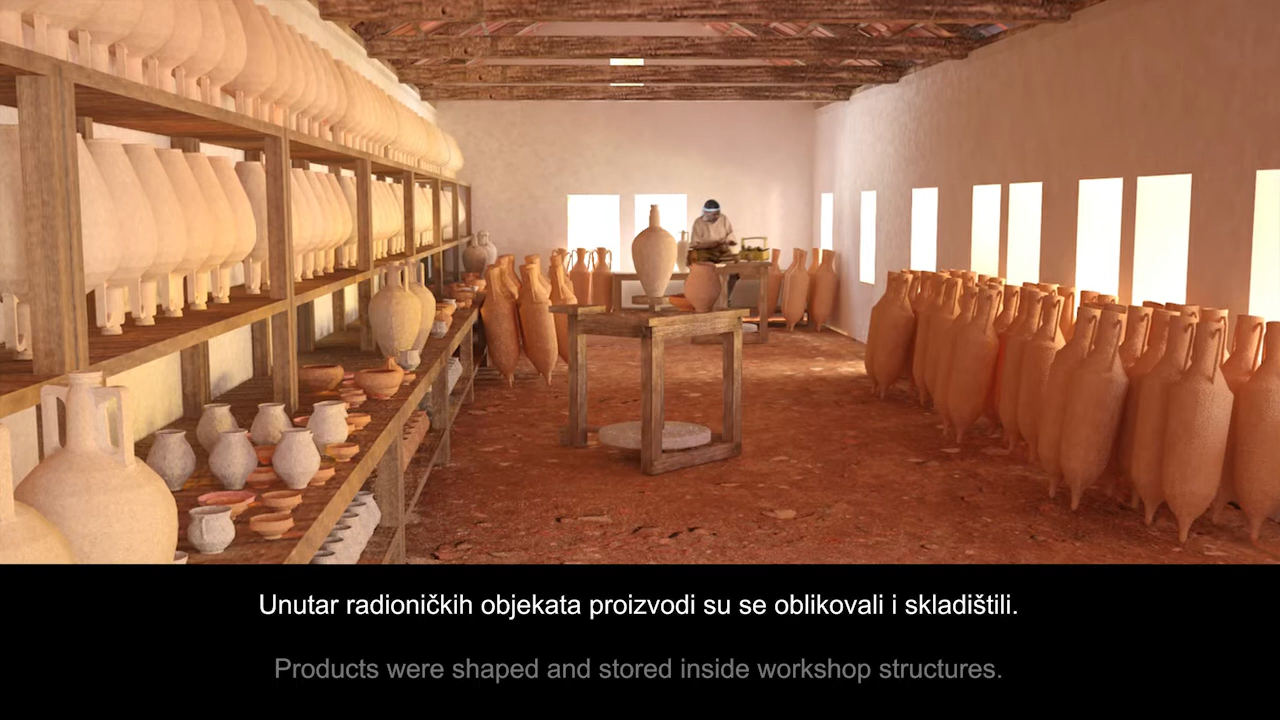 Unutar radioničkih objekata proizvodi su se oblikovali i skladištili.
Products were shaped and stored inside workshop structures.